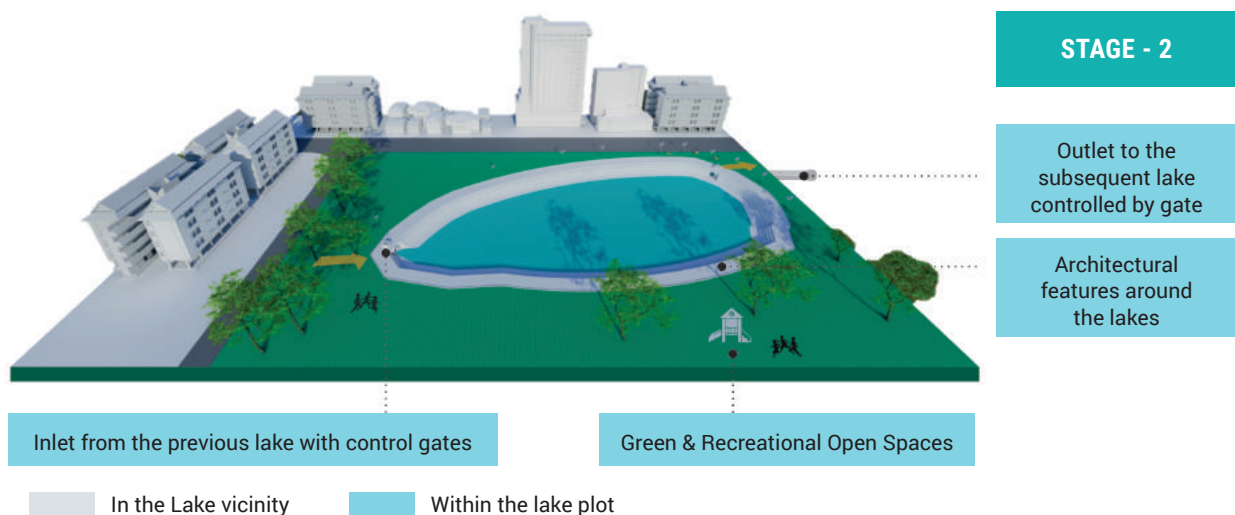 STAGE - 2
Outlet to the
subsequent lake
controlled by gate
Architectural
features around
the lakes
Inlet from the previous lake with control gates
Green & Recreational Open Spaces
In the Lake vicinity
Within the lake plot